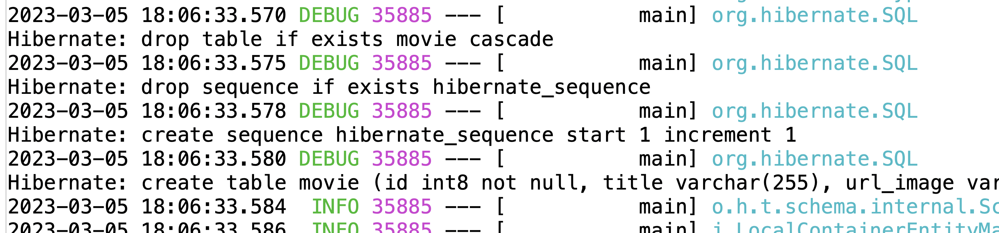 2023-03-05 18:06:33.570 DEBUG 35885 --- [           main] org.hibernate.SQL
Hibernate: drop table if exists movie cascade
2023-03-05 18:06:33.575 DEBUG 35885 --- [           main] org.hibernate.SQL
Hibernate: drop sequence if exists hibernate_sequence
2023-03-05 18:06:33.578 DEBUG 35885 --- [           main] org.hibernate.SQL
Hibernate: create sequence hibernate_sequence start 1 increment 1
2023-03-05 18:06:33.580 DEBUG 35885 --- [           main] org.hibernate.SQL
Hibernate: create table movie (id int8 not null, title varchar(255), url_image var
2023-03-05 18:06:33.584  INFO 35885 --- [           main] o.h.t.schema.internal.Sc
2023-03-05 18:06:33.586  INFO 35885 --- [           main] j.LocalContainerEntityMa